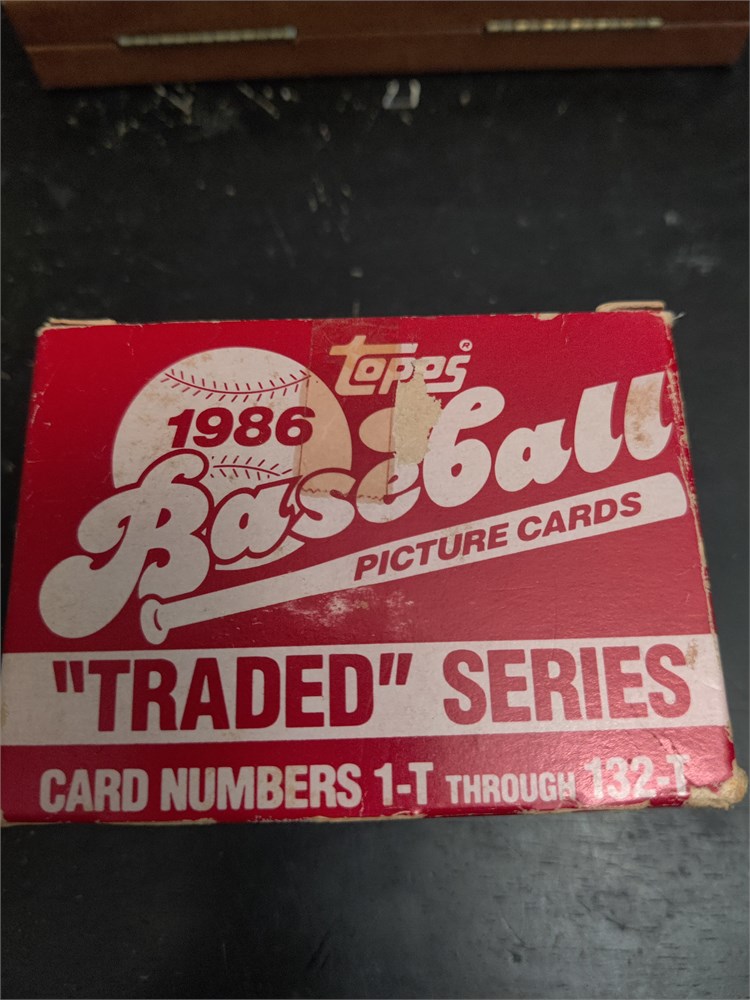 topps®
1986
Baseball
PICTURE CARDS
"TRADED" SERIES
CARD NUMBERS 1-T THROUGH 132-T